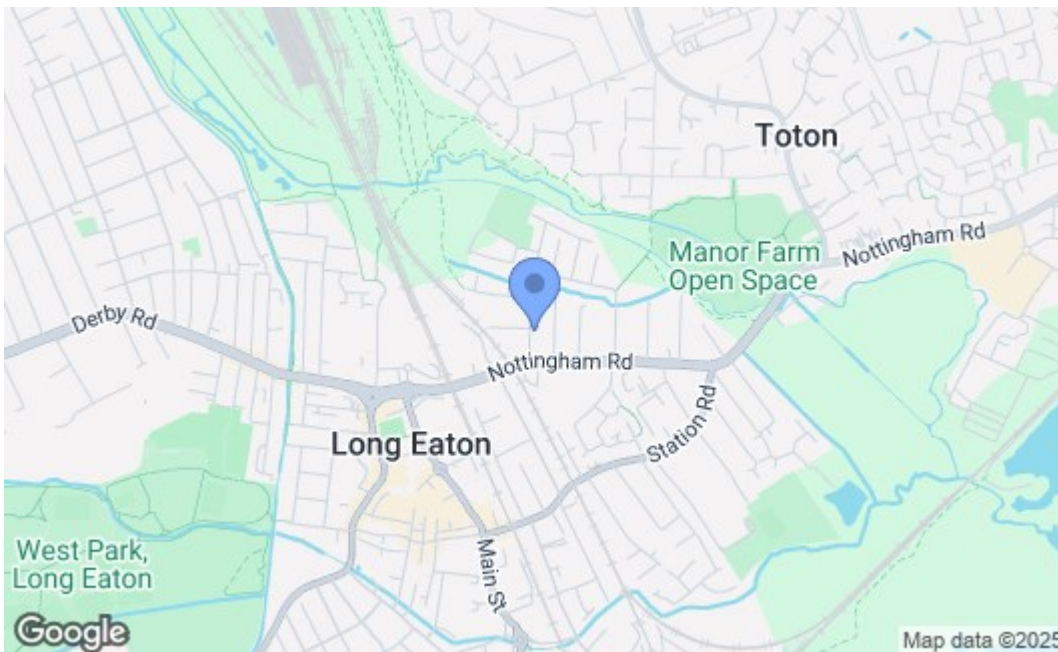 Toton
Nottingham Rd
Manor Farm
Open Space
Derby Rd
Nottingham Rd
Station Rd
Long Eaton
West Park,
Long Eaton
Main St
Google
Map data ©2025